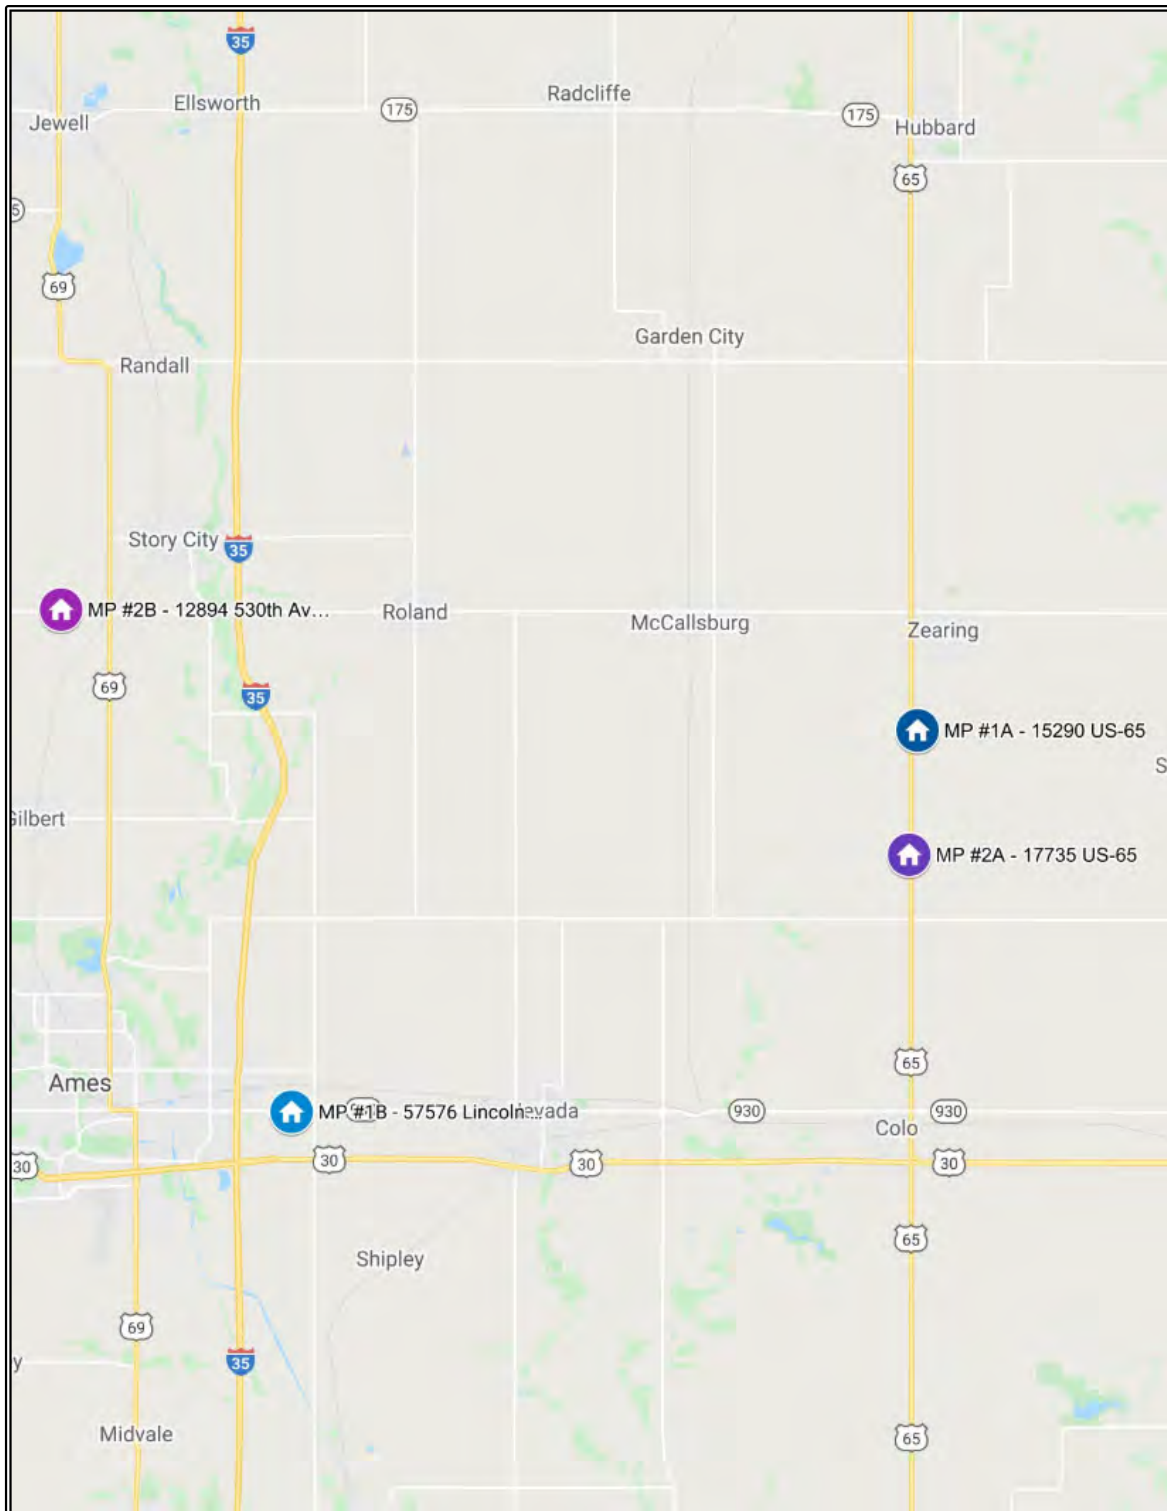 35
Ellsworth
Radcliffe
175
175
Jewell
Hubbard
65
5
69
Garden City
Randall
Story City
35
MP #2B - 12894 530th Av...
Roland
McCallsburg
Zearing
69
35
MP #1A - 15290 US-65
S
Gilbert
MP #2A - 17735 US-65
65
Ames
MP #1B - 57576 Lincoln...
evada
930
930
Colo
30
30
30
30
65
Shipley
69
35
y
Midvale
65